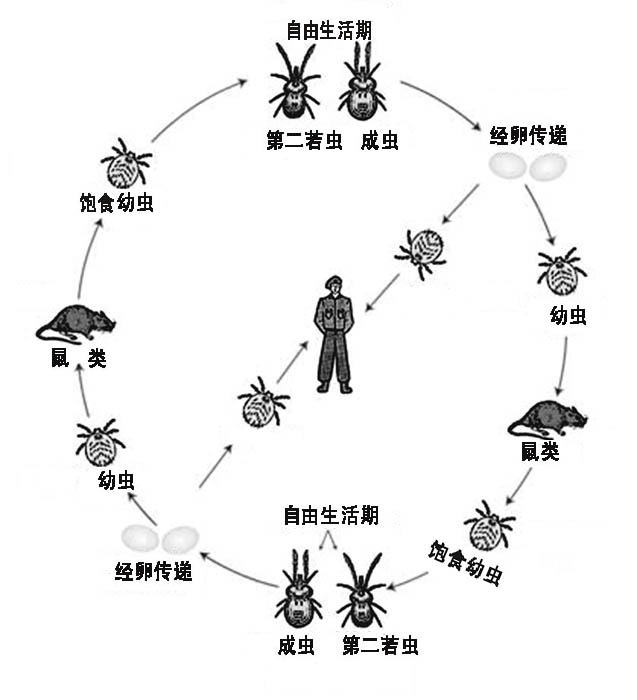 自由生活期
第二若虫 成虫
经卵传递
饱食幼虫
幼虫
鼠 类
鼠类
幼虫
自由生活期
饱食幼虫
经卵传递
成虫 第二若虫